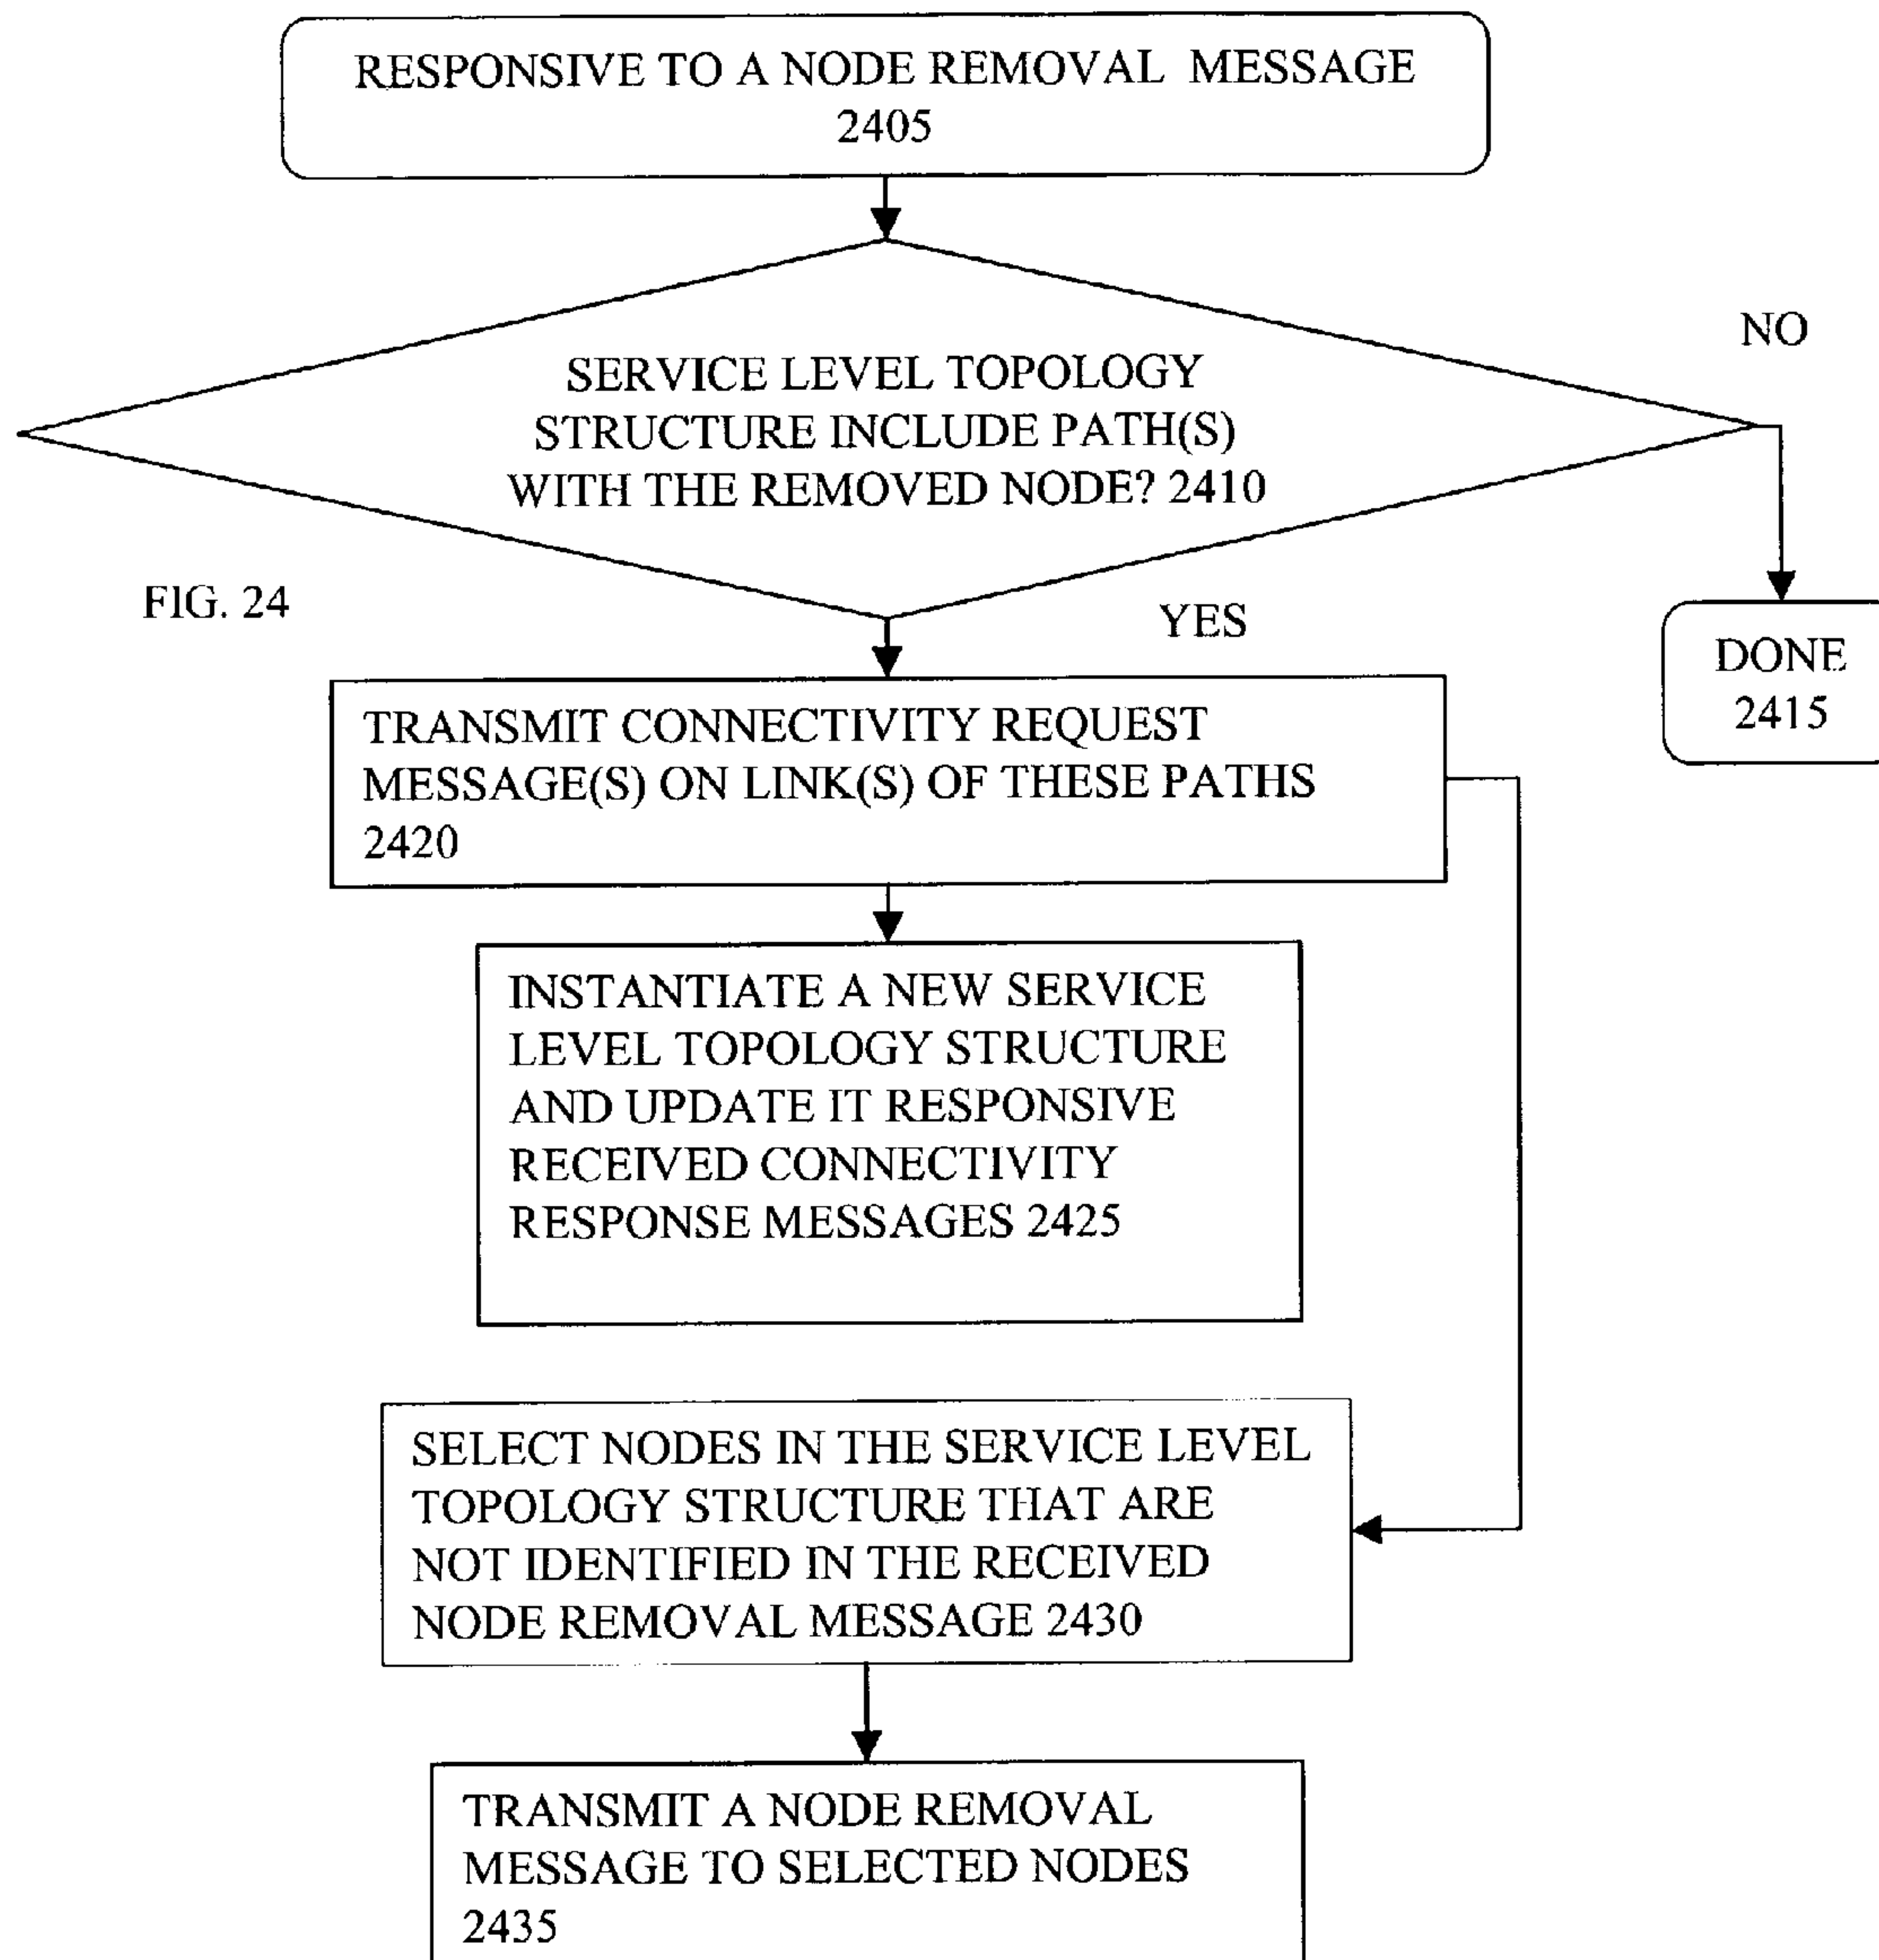 RESPONSIVE TO A NODE REMOVAL MESSAGE
2405
NO
SERVICE LEVEL TOPOLOGY
STRUCTURE INCLUDE PATH(S)
WITH THE REMOVED NODE? 2410
FIG. 24
YES
DONE
2415
TRANSMIT CONNECTIVITY REQUEST
MESSAGE(S) ON LINK(S) OF THESE PATHS
2420
INSTANTIATE A NEW SERVICE
LEVEL TOPOLOGY STRUCTURE
AND UPDATE IT RESPONSIVE
RECEIVED CONNECTIVITY
RESPONSE MESSAGES 2425
SELECT NODES IN THE SERVICE LEVEL
TOPOLOGY STRUCTURE THAT ARE
NOT IDENTIFIED IN THE RECEIVED
NODE REMOVAL MESSAGE 2430
TRANSMIT A NODE REMOVAL
MESSAGE TO SELECTED NODES
2435